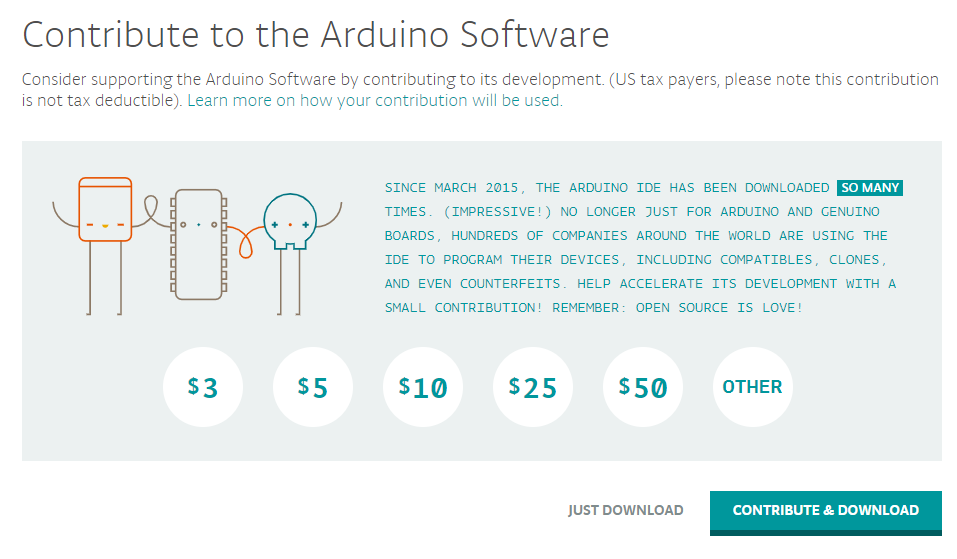 Contribute to the Arduino Software
Consider supporting the Arduino Software by contributing to its development. (US tax payers, please note this contribution
is not tax deductible). Learn more on how your contribution will be used.
SINCE MARCH 2015, THE ARDUINO IDE HAS BEEN DOWNLOADED SO MANY
TIMES. (IMPRESSIVE!) NO LONGER JUST FOR ARDUINO AND GENUINO
BOARDS, HUNDREDS OF COMPANIES AROUND THE WORLD ARE USING THE
IDE TO PROGRAM THEIR DEVICES, INCLUDING COMPATIBLES, CLONES,
AND EVEN COUNTERFEITS. HELP ACCELERATE ITS DEVELOPMENT WITH A
SMALL CONTRIBUTION! REMEMBER: OPEN SOURCE IS LOVE!
$3 $5 $10 $25 $50 OTHER
JUST DOWNLOAD CONTRIBUTE & DOWNLOAD